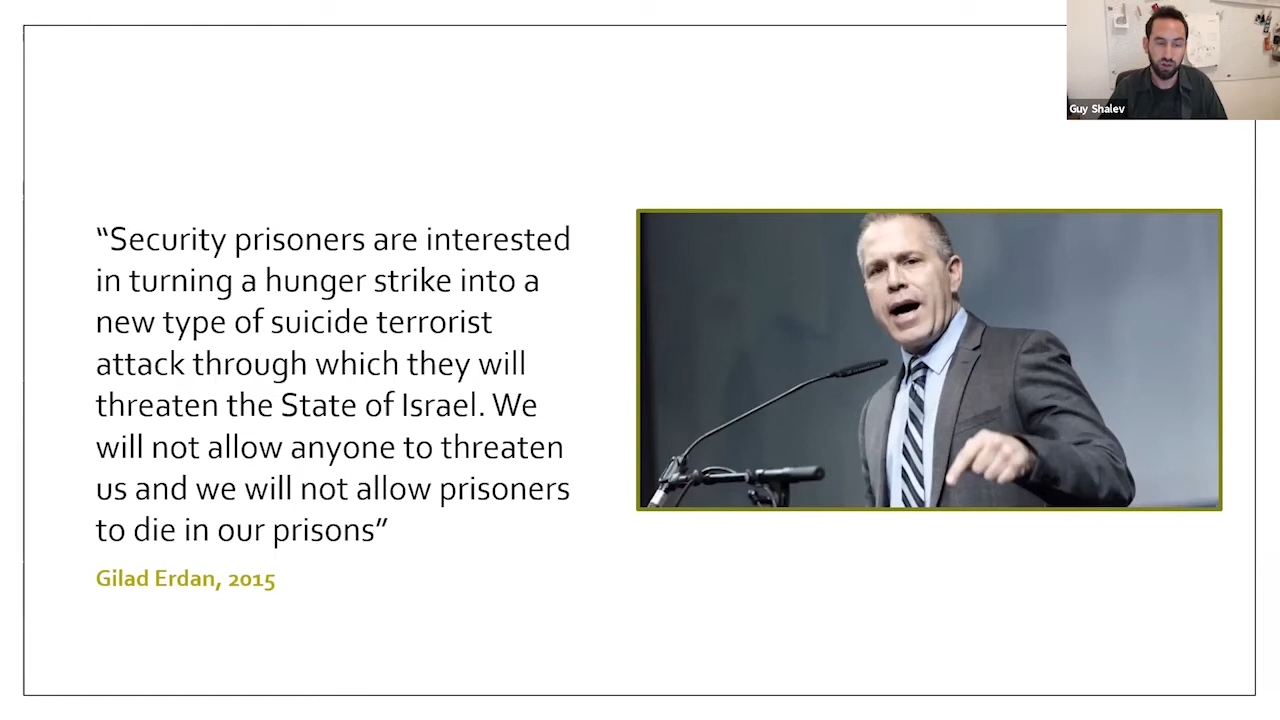 Guy Shalev
“Security prisoners are interested
in turning a hunger strike into a
new type of suicide terrorist
attack through which they will
threaten the State of Israel. We
will not allow anyone to threaten
us and we will not allow prisoners
to die in our prisons”
Gilad Erdan, 2015